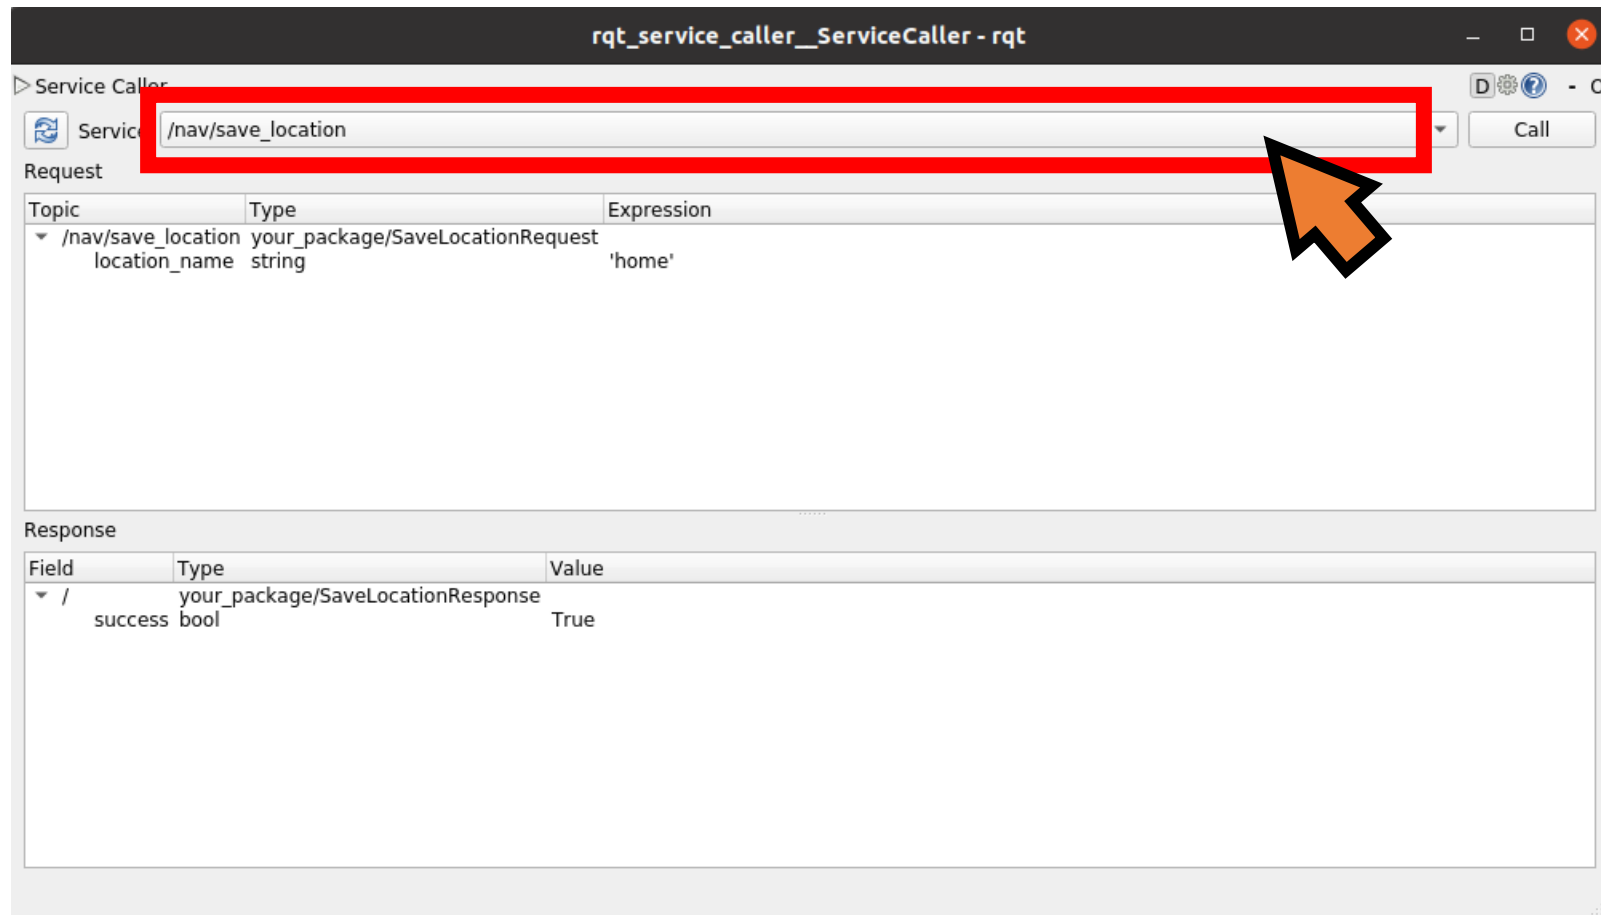 rqt_service_caller__ServiceCaller - rqt
Service Caller
D
Service /nav/save_location Call
Request
Topic Type Expression
/nav/save_location your_package/SaveLocationRequest
location_name string 'home'
Response
Field Type Value
/ your_package/SaveLocationResponse
success bool True